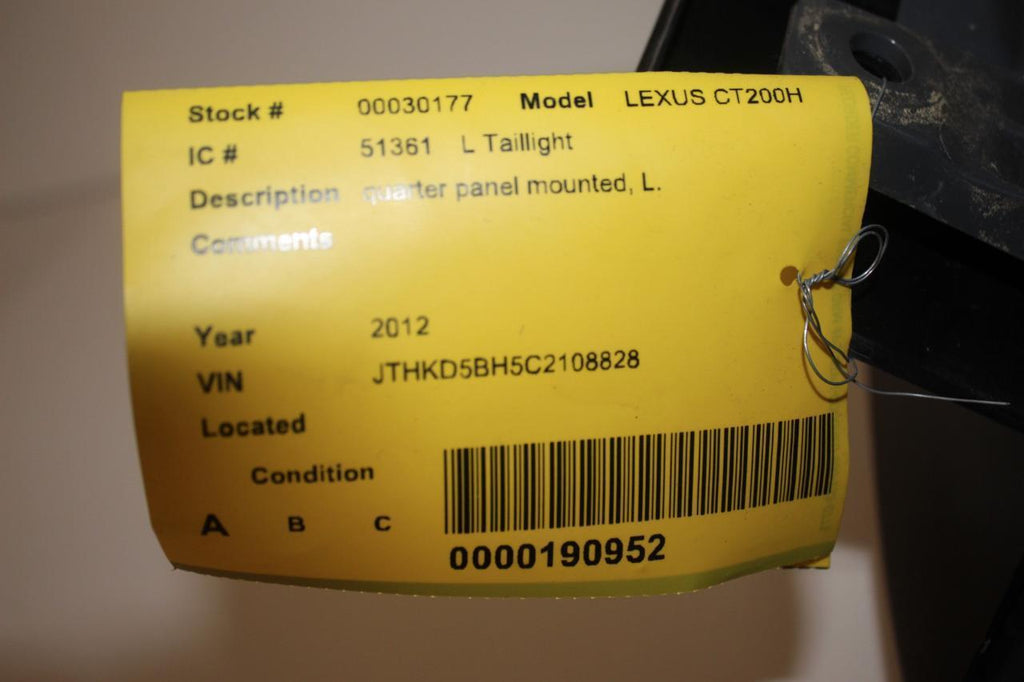 Stock # 00030177 Model LEXUS CT200H
IC # 51361 L Taillight
Description quarter panel mounted, L.
Comments
Year 2012
VIN JTHKD5BH5C2108828
Located
Condition
A B C
0000190952